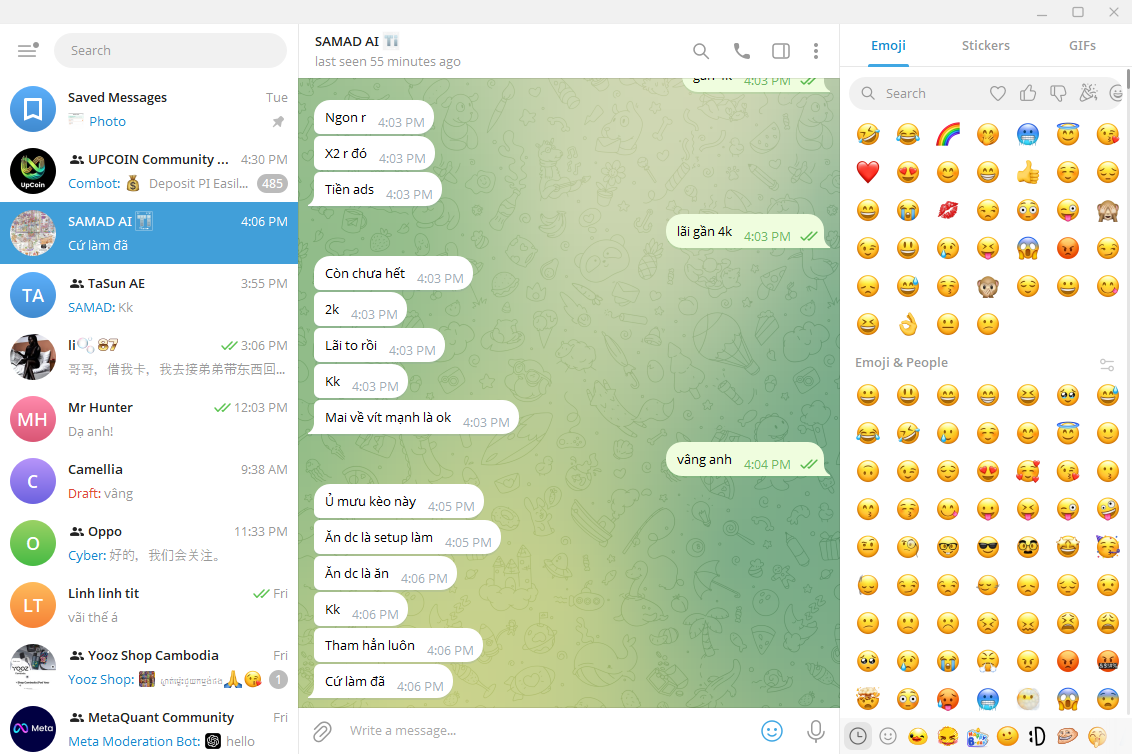 Search
Saved Messages
Tue
Photo
UPCOIN Community ...
4:30 PM
Combot: 💰 Deposit PI Easil...
485
UpCoin
SAMAD AI
4:06 PM
Cứ làm đã
TA
TaSun AE
3:55 PM
SAMAD: Kk
li
3:06 PM
哥哥，借我卡，我去接弟弟带东西回...
MH
Mr Hunter
12:03 PM
Dạ anh!
C
Camellia
9:38 AM
Draft: vâng
O
Oppo
11:33 PM
Cyber: 好的，我们会关注。
LT
Linh linh tit
Fri
vãi thế á
Yooz Shop Cambodia
Fri
Yooz Shop:
🙏😘
1
Meta
MetaQuant Community
Fri
Meta Moderation Bot: hello
SAMAD AI
last seen 55 minutes ago
gần 4k 4:03 PM
Ngon r 4:03 PM
X2 r đó 4:03 PM
Tiền ads 4:03 PM
lãi gần 4k 4:03 PM
Còn chưa hết 4:03 PM
2k 4:03 PM
Lãi to rồi 4:03 PM
Kk 4:03 PM
Mai về vít mạnh là ok 4:03 PM
vâng anh 4:04 PM
Ủ mưu kèo này 4:05 PM
Ăn dc là setup làm 4:05 PM
Ăn dc là ăn 4:06 PM
Kk 4:06 PM
Tham hẳn luôn 4:06 PM
Cứ làm đã 4:06 PM
Write a message...
Emoji
Stickers
GIFs
Search
Emoji & People